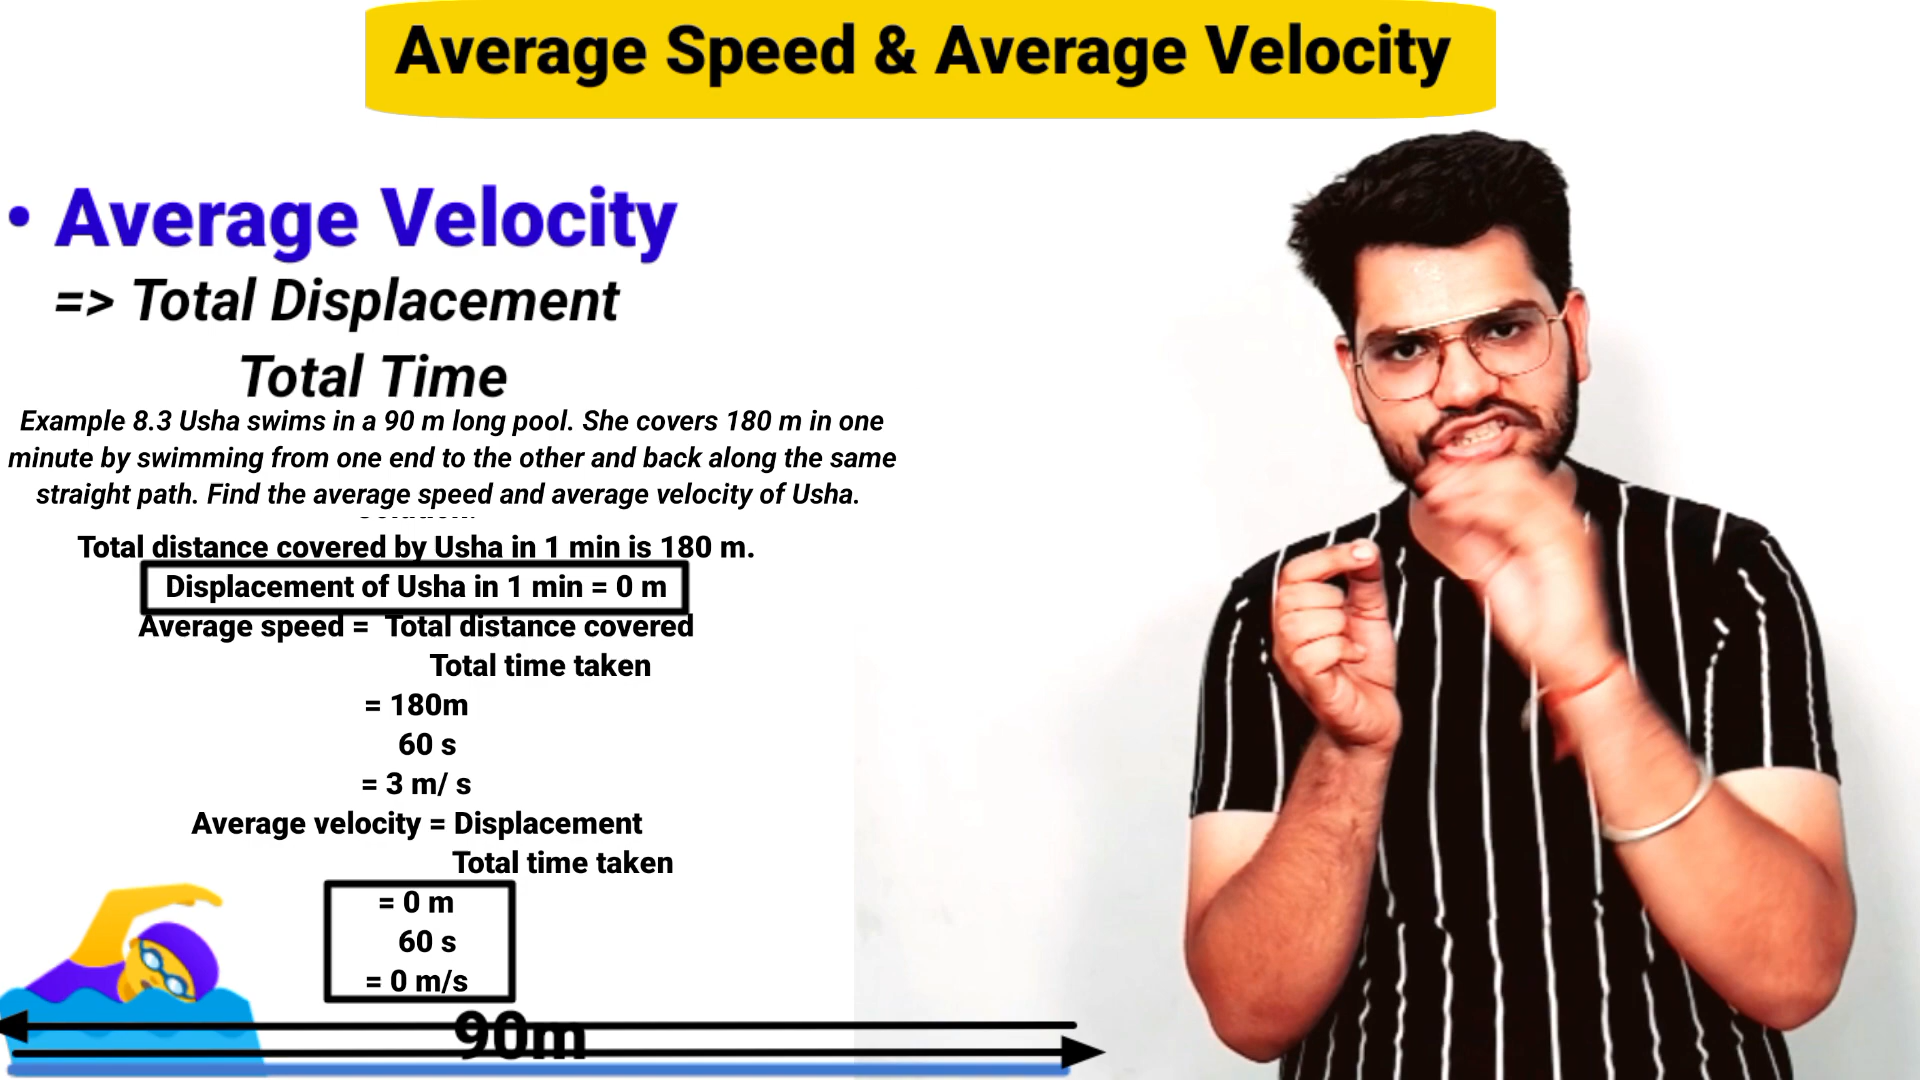 Average Speed & Average Velocity
• Average Velocity
=> Total Displacement
Total Time
Example 8.3 Usha swims in a 90 m long pool. She covers 180 m in one
minute by swimming from one end to the other and back along the same
straight path. Find the average speed and average velocity of Usha.
Total distance covered by Usha in 1 min is 180 m.
Displacement of Usha in 1 min = 0 m
Average speed = Total distance covered
Total time taken
= 180m
60 s
= 3 m/ s
Average velocity = Displacement
Total time taken
= 0 m
60 s
= 0 m/s
90m